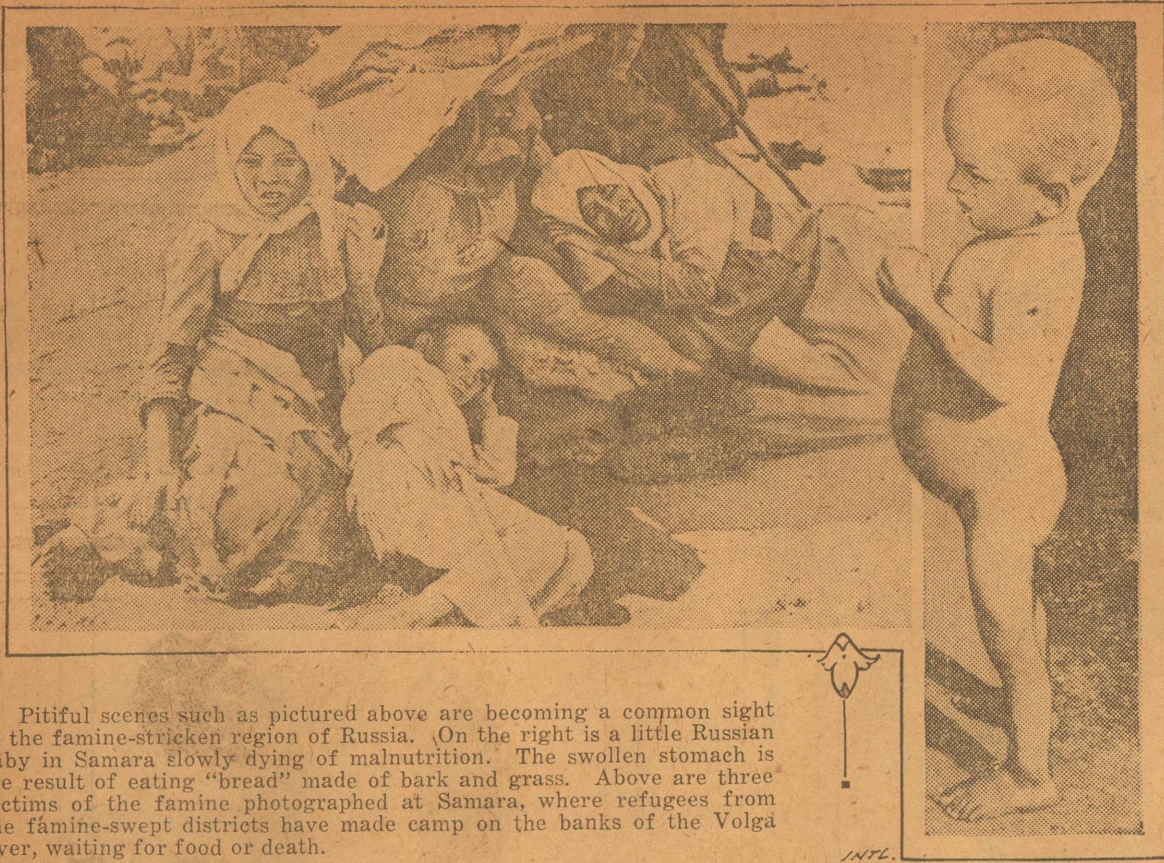 Pitiful scenes such as pictured above are becoming a common sight
the famine-stricken region of Russia. On the right is a little Russian
aby in Samara slowly dying of malnutrition. The swollen stomach is
e result of eating "bread" made of bark and grass. Above are three
ctims of the famine photographed at Samara, where refugees from
e famine-swept districts have made camp on the banks of the Volga
ver, waiting for food or death.
INTL.